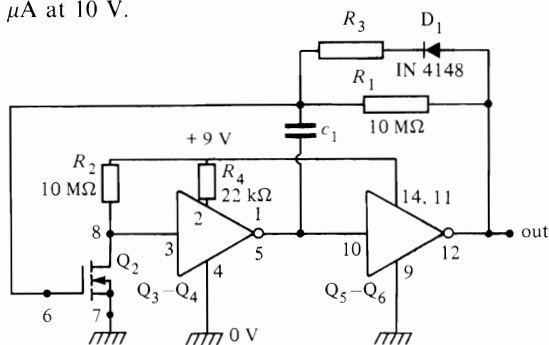 μA at 10 V.
R3 D1
R1 IN 4148
c1 10 MΩ
+9 V
R2 R4
10 MΩ 22 kΩ
14, 11
2 1
8 3 5 10 12 out
4 9
Q2
Q3–Q4 Q5–Q6
6 7
0 V